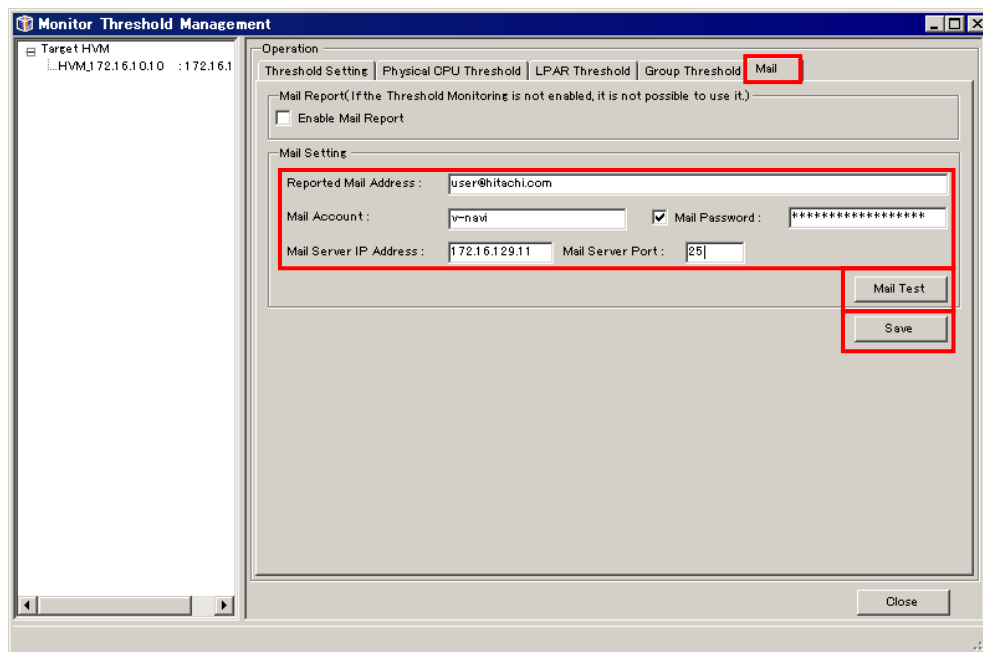 Monitor Threshold Management
Target HVM
HVM_172.16.10.10 :172.16.1
Operation
Threshold Setting Physical CPU Threshold LPAR Threshold Group Threshold Mail
Mail Report(If the Threshold Monitoring is not enabled, it is not possible to use it.)
Enable Mail Report
Mail Setting
Reported Mail Address : user@hitachi.com
Mail Account : v-navi Mail Password : ******************
Mail Server IP Address : 172.16.129.11 Mail Server Port : 25
Mail Test
Save
Close